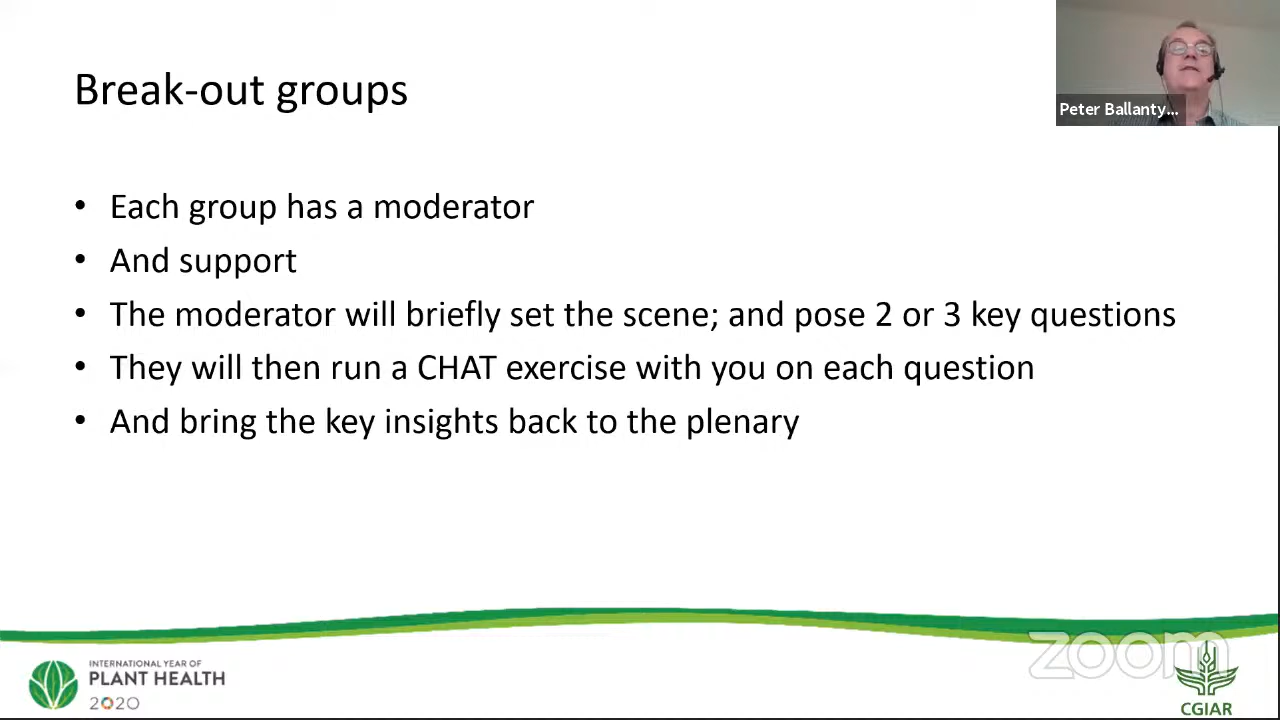 Break-out groups
Peter Ballanty...
• Each group has a moderator
• And support
• The moderator will briefly set the scene; and pose 2 or 3 key questions
• They will then run a CHAT exercise with you on each question
• And bring the key insights back to the plenary
INTERNATIONAL YEAR OF
PLANT HEALTH
2020
zoom
CGIAR